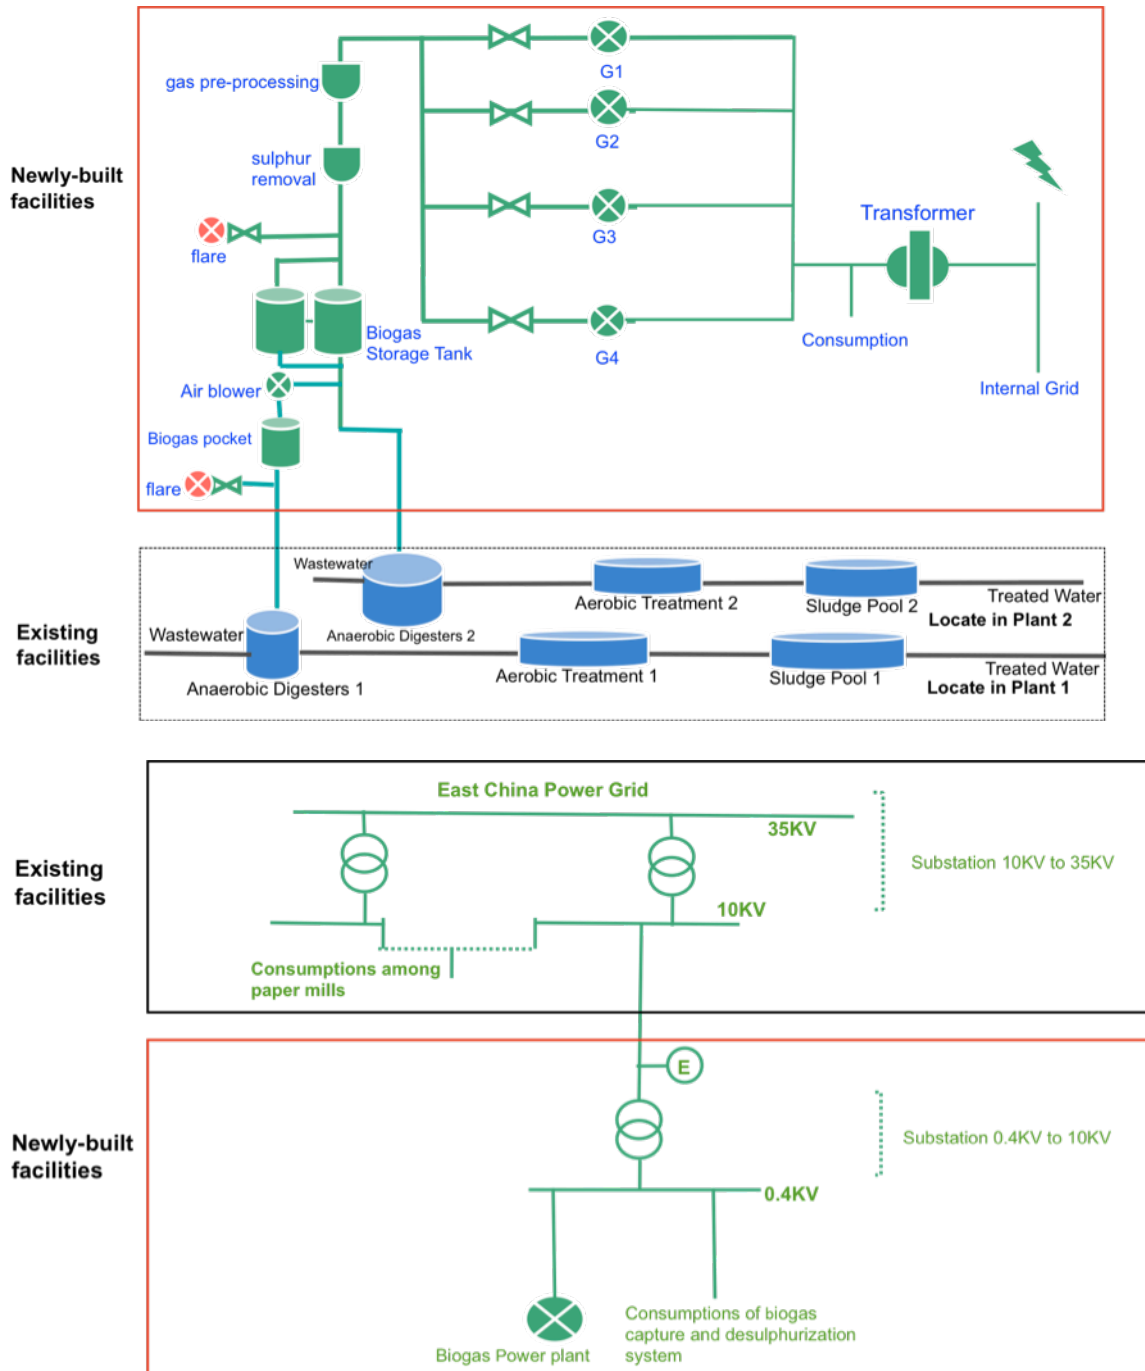 gas pre-processing
G1
G2
sulphur
removal
Newly-built
facilities
flare
G3
Transformer
Biogas
Storage Tank
G4
Consumption
Air blower
Internal Grid
Biogas pocket
flare
Wastewater
Aerobic Treatment 2
Sludge Pool 2
Treated Water
Locate in Plant 2
Anaerobic Digesters 2
Existing
facilities
Wastewater
Anaerobic Digesters 1
Aerobic Treatment 1
Sludge Pool 1
Treated Water
Locate in Plant 1
East China Power Grid
35KV
Existing
facilities
Substation 10KV to 35KV
10KV
Consumptions among
paper mills
E
Newly-built
facilities
Substation 0.4KV to 10KV
0.4KV
Biogas Power plant
Consumptions of biogas
capture and desulphurization
system